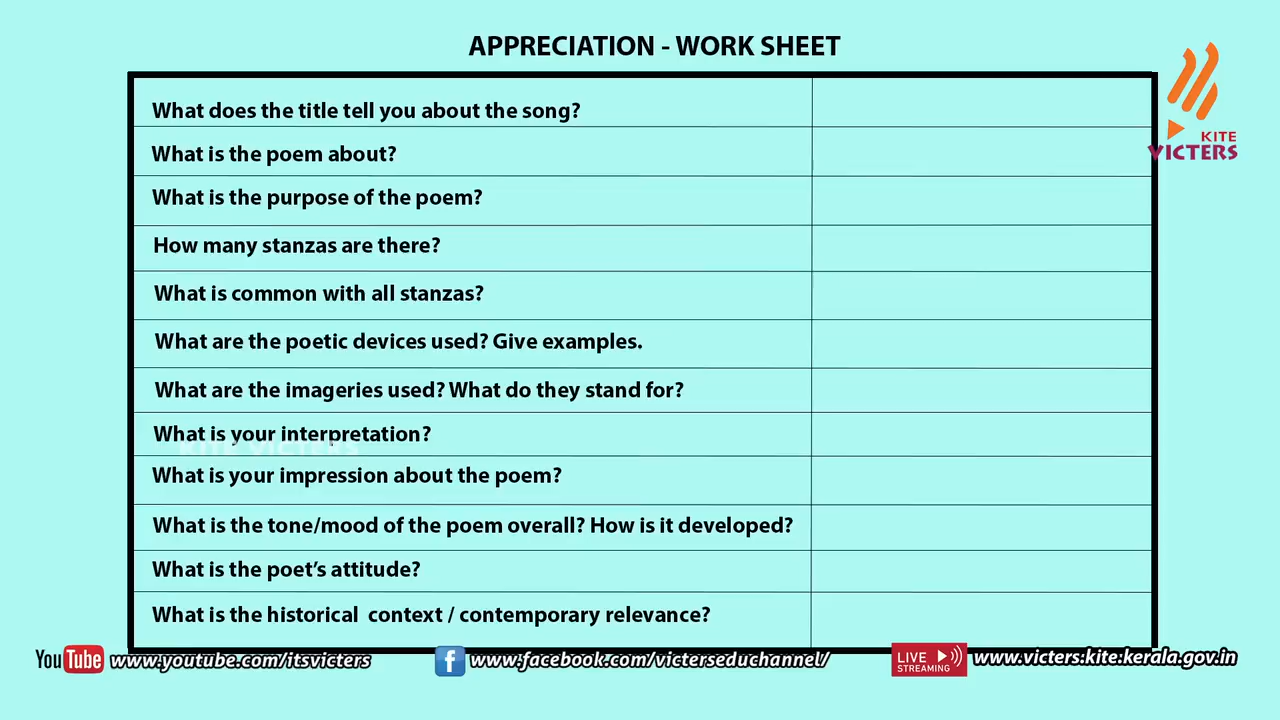 APPRECIATION - WORK SHEET
What does the title tell you about the song?
What is the poem about?
What is the purpose of the poem?
How many stanzas are there?
What is common with all stanzas?
What are the poetic devices used? Give examples.
What are the imageries used? What do they stand for?
What is your interpretation?
KITE VICTERS
What is your impression about the poem?
What is the tone/mood of the poem overall? How is it developed?
What is the poet’s attitude?
What is the historical context / contemporary relevance?
KITE
VICTERS
YouTube www.youtube.com/itsvicters
f www.facebook.com/victerseduchannel/
LIVE
STREAMING
www.victers.kite.kerala.gov.in